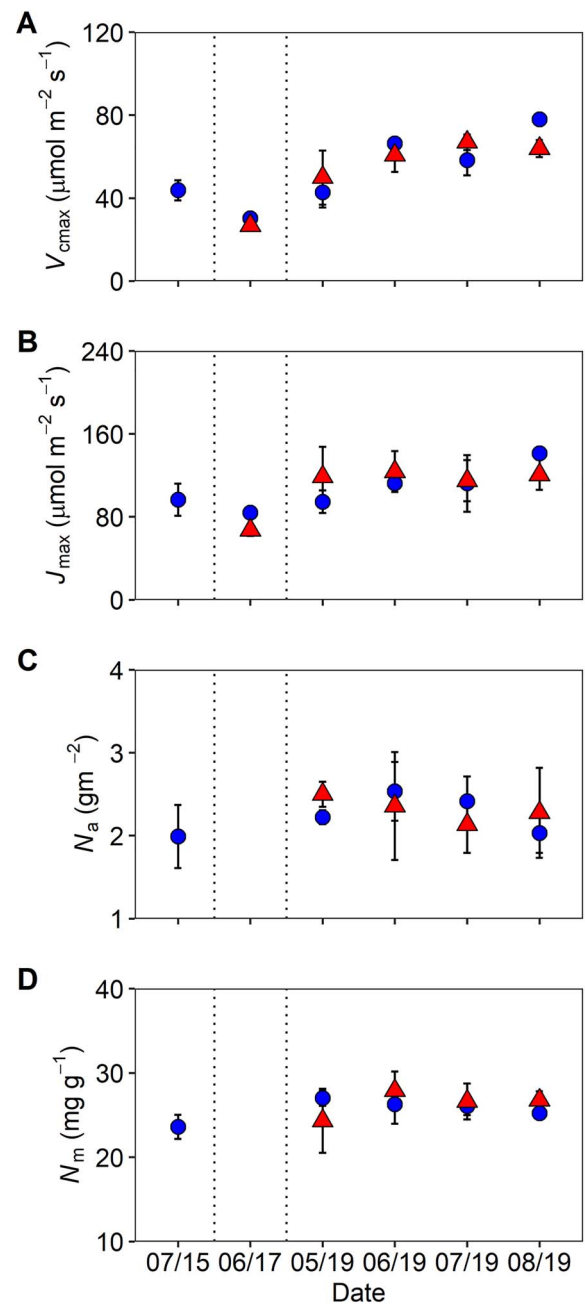 A
120
80
40
0
Vcmax (μmol m⁻² s⁻¹)
B
240
160
80
0
Jmax (μmol m⁻² s⁻¹)
C
4
3
2
1
Na (gm⁻²)
D
40
30
20
10
Nm (mg g⁻¹)
07/15 06/17 05/19 06/19 07/19 08/19
Date